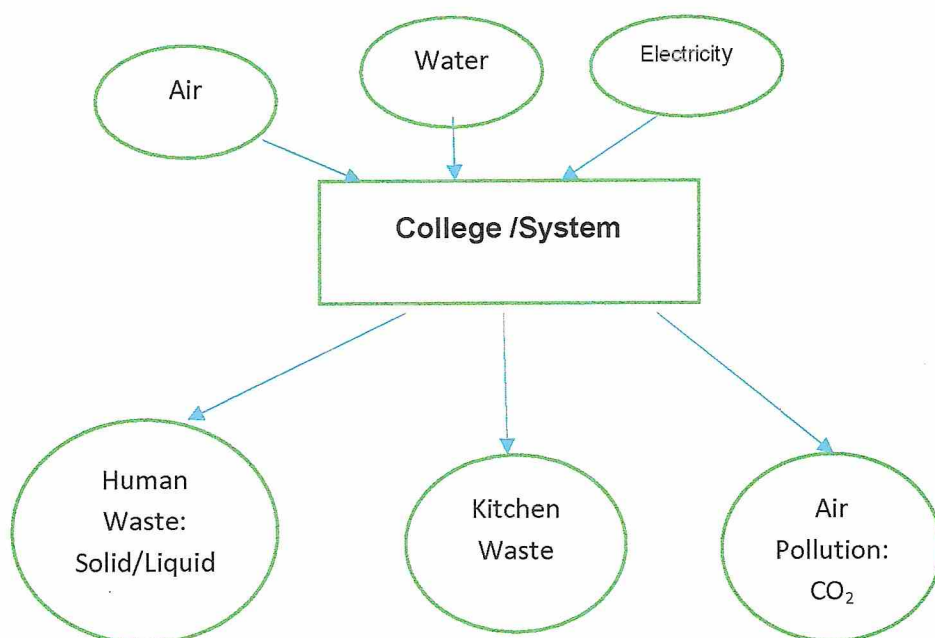 Air
Water
Electricity
College /System
Human
Waste:
Solid/Liquid
Kitchen
Waste
Air
Pollution:
CO₂